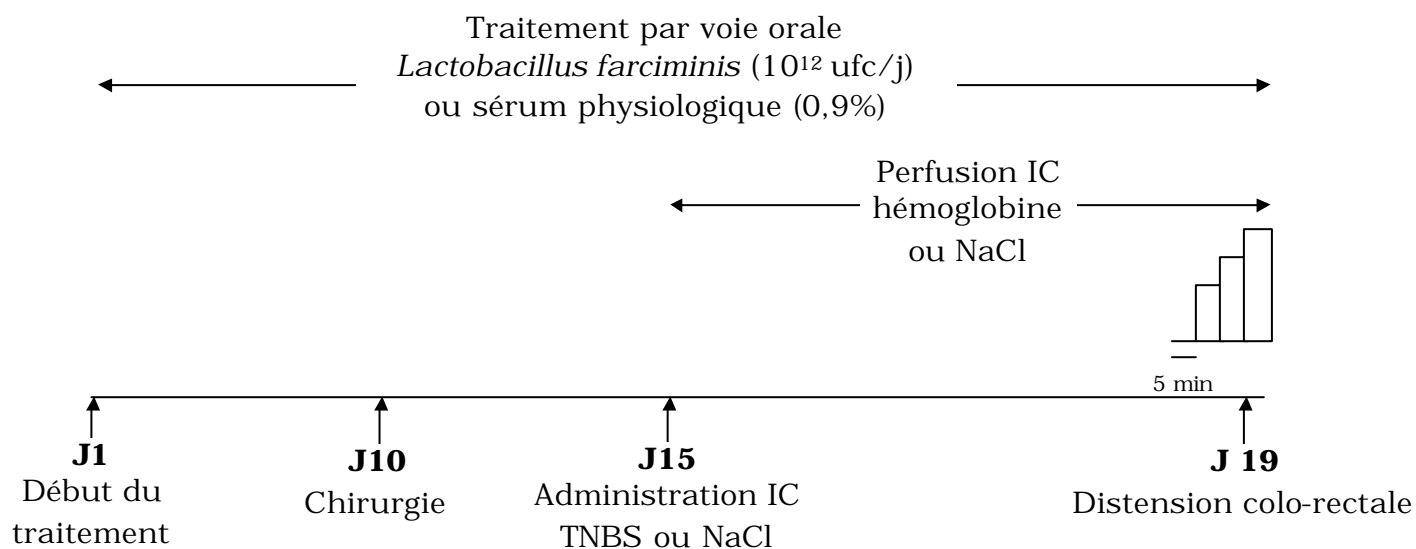 Traitement par voie orale
Lactobacillus farciminis (10¹² ufc/j)
ou sérum physiologique (0,9%)
Perfusion IC
hémoglobine
ou NaCl
5 min
J1
Début du
traitement
J10
Chirurgie
J15
Administration IC
TNBS ou NaCl
J 19
Distension colo-rectale